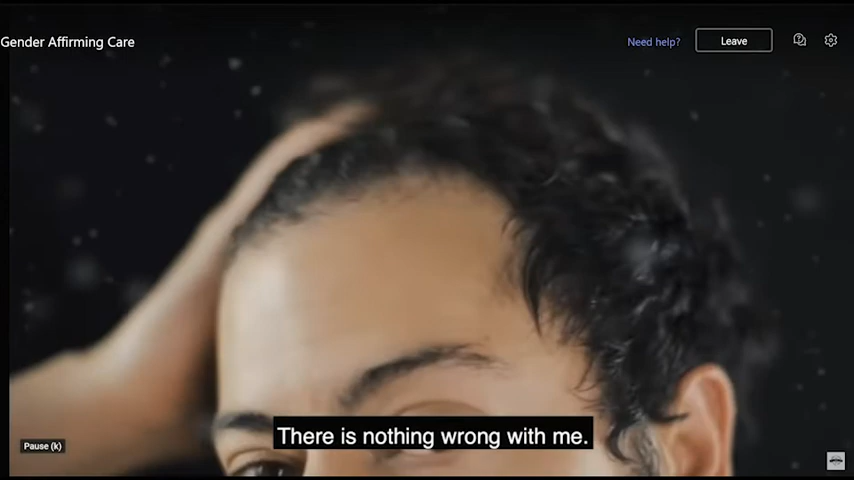 Gender Affirming Care
Need help?
Leave
Pause (k)
There is nothing wrong with me.